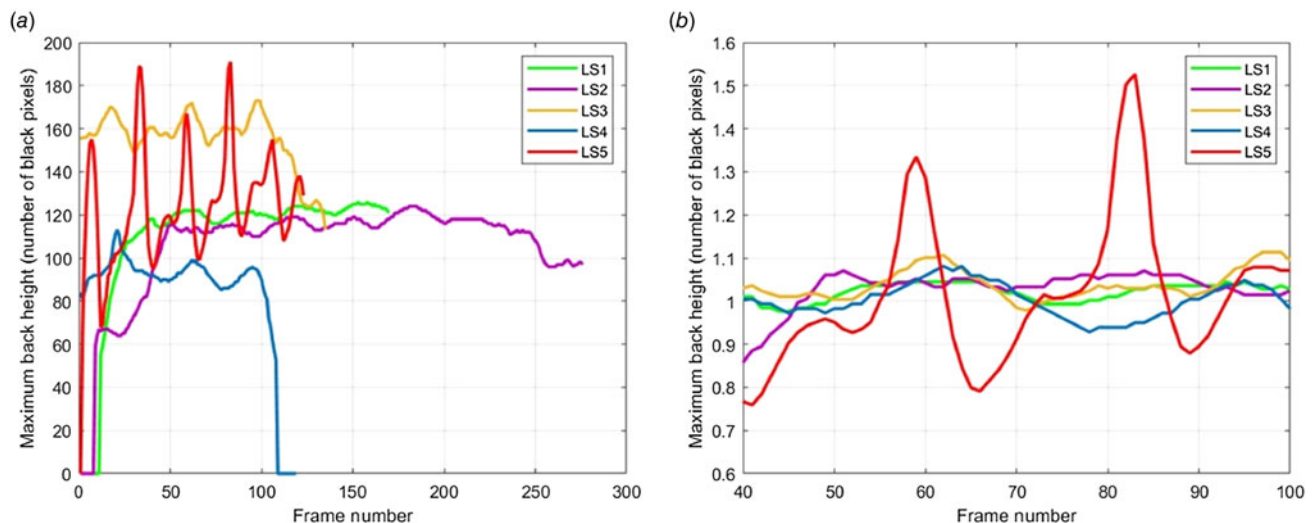 (a)
Maximum back height (number of black pixels)
200
180
160
140
120
100
80
60
40
20
0
0 50 100 150 200 250 300
Frame number
LS1
LS2
LS3
LS4
LS5
(b)
Maximum back height (number of black pixels)
1.6
1.5
1.4
1.3
1.2
1.1
1
0.9
0.8
0.7
0.6
40 50 60 70 80 90 100
Frame number
LS1
LS2
LS3
LS4
LS5